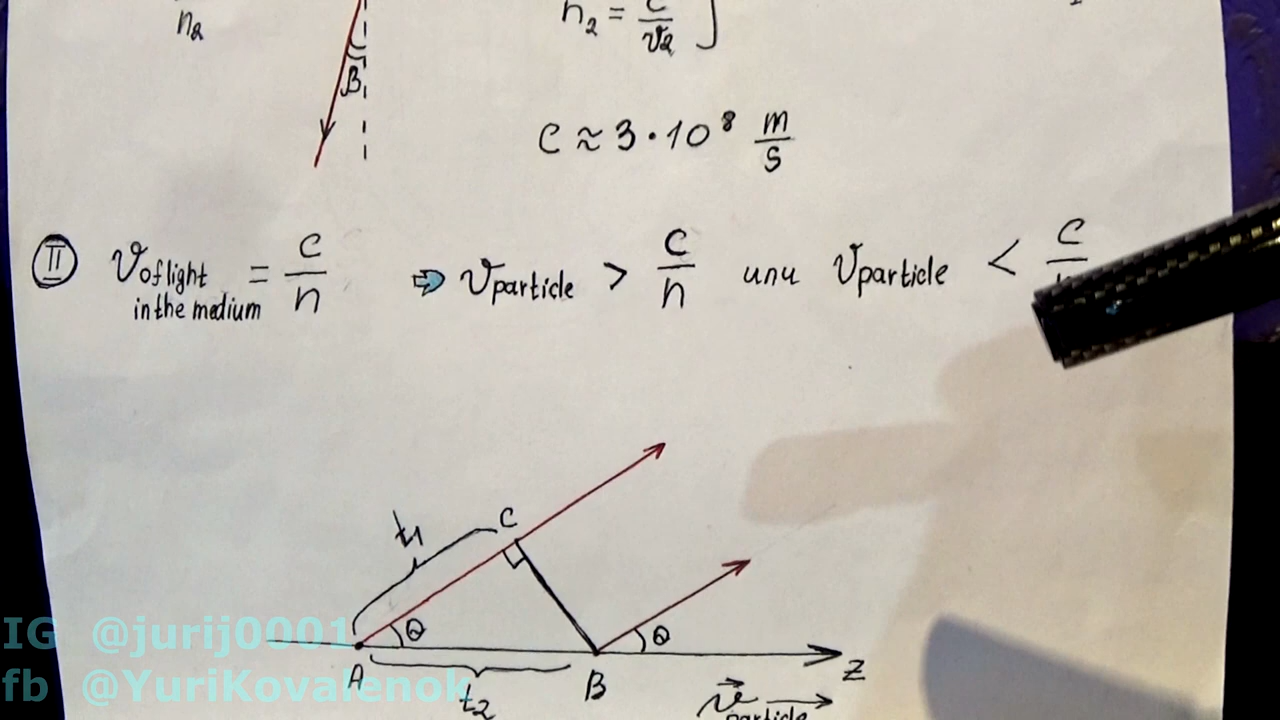 n₂
β
n₂ = c/v₂
c ≈ 3 · 10⁸ m/s
II v of light in the medium = c/n ⇒ v particle > c/n или v particle < c/
t₁
C
θ
θ
A
t₂
B
z
v particle
IG @jurij0001
fb @YuriKovalenok